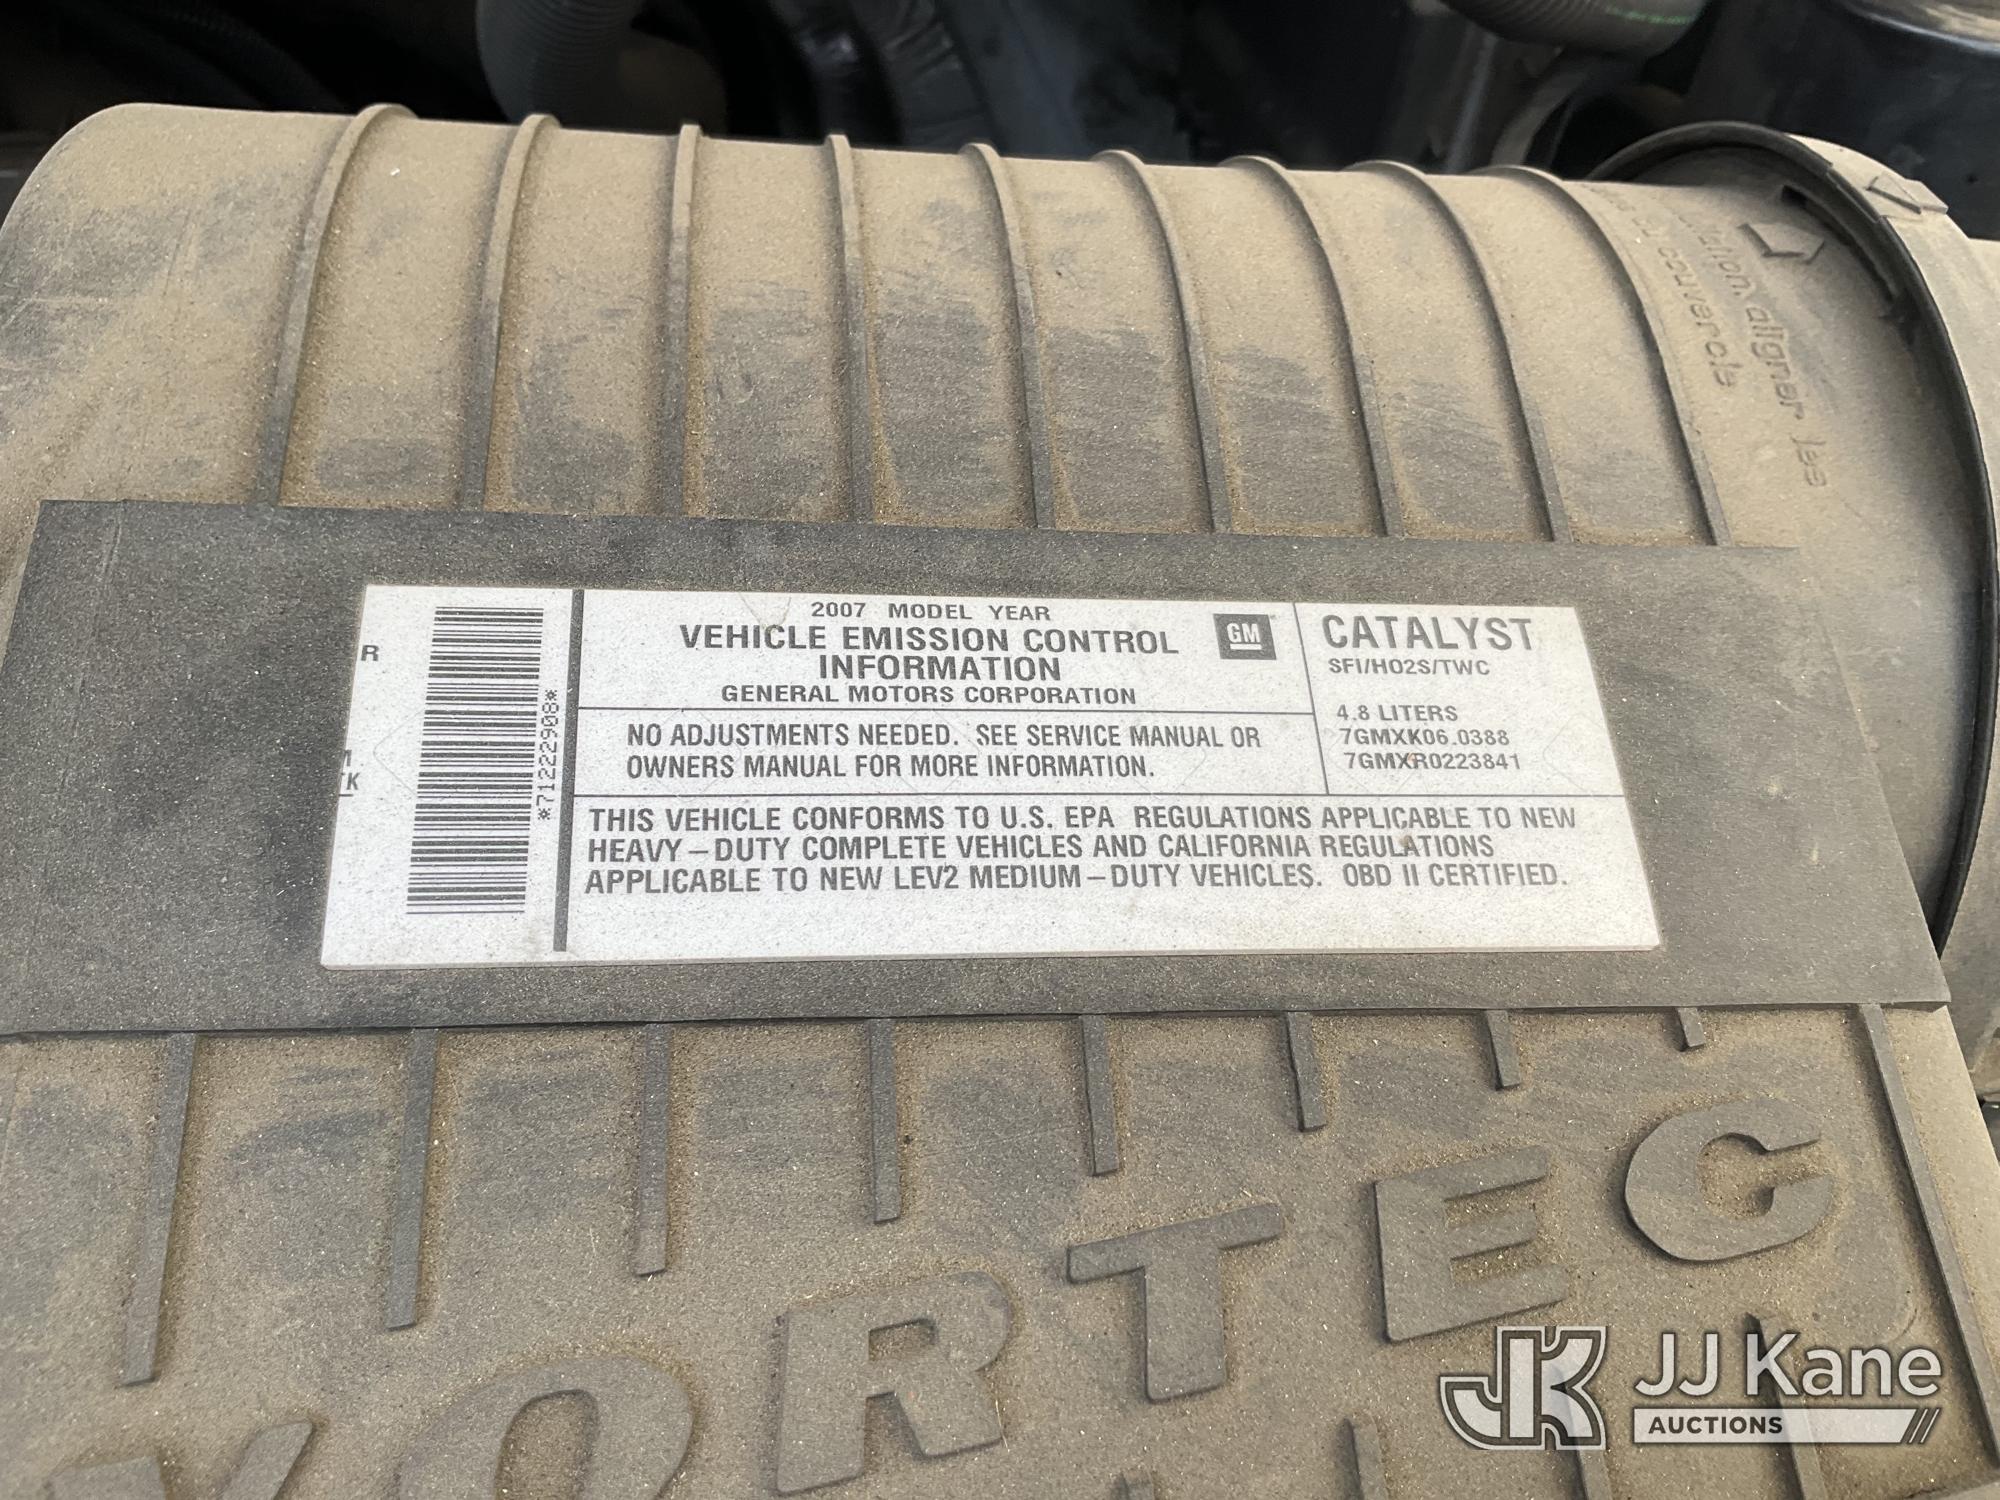 2007 MODEL YEAR
VEHICLE EMISSION CONTROL
INFORMATION
GENERAL MOTORS CORPORATION
GM
NO ADJUSTMENTS NEEDED. SEE SERVICE MANUAL OR
OWNERS MANUAL FOR MORE INFORMATION.
CATALYST
SFI/HO2S/TWC
4.8 LITERS
7GMXK06.0388
7GMXR0223841
THIS VEHICLE CONFORMS TO U.S. EPA REGULATIONS APPLICABLE TO NEW
HEAVY-DUTY COMPLETE VEHICLES AND CALIFORNIA REGULATIONS
APPLICABLE TO NEW LEV2 MEDIUM-DUTY VEHICLES. OBD II CERTIFIED.
R
*71222908*
VORTEC
JK
JJ Kane
AUCTIONS